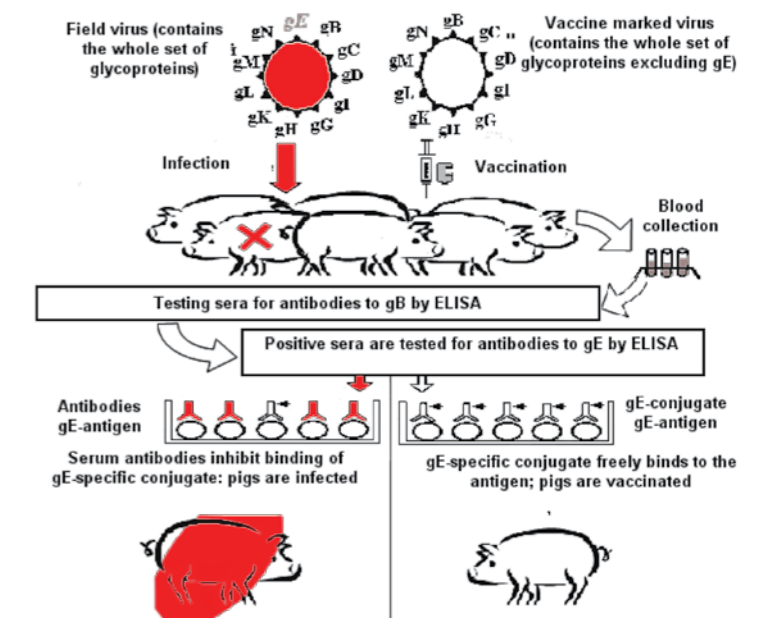 Field virus (contains
the whole set of
glycoproteins)
gE
gN
gB
gM
gC
gL
gD
gK
gI
gH
gG
gB
gN
gC
gM
gD
gL
gI
gK
gG
gH
Vaccine marked virus
(contains the whole set of
glycoproteins excluding gE)
Infection
Vaccination
Blood
collection
Testing sera for antibodies to gB by ELISA
Positive sera are tested for antibodies to gE by ELISA
Antibodies
gE-antigen
gE-conjugate
gE-antigen
Serum antibodies inhibit binding of
gE-specific conjugate: pigs are infected
gE-specific conjugate freely binds to the
antigen; pigs are vaccinated